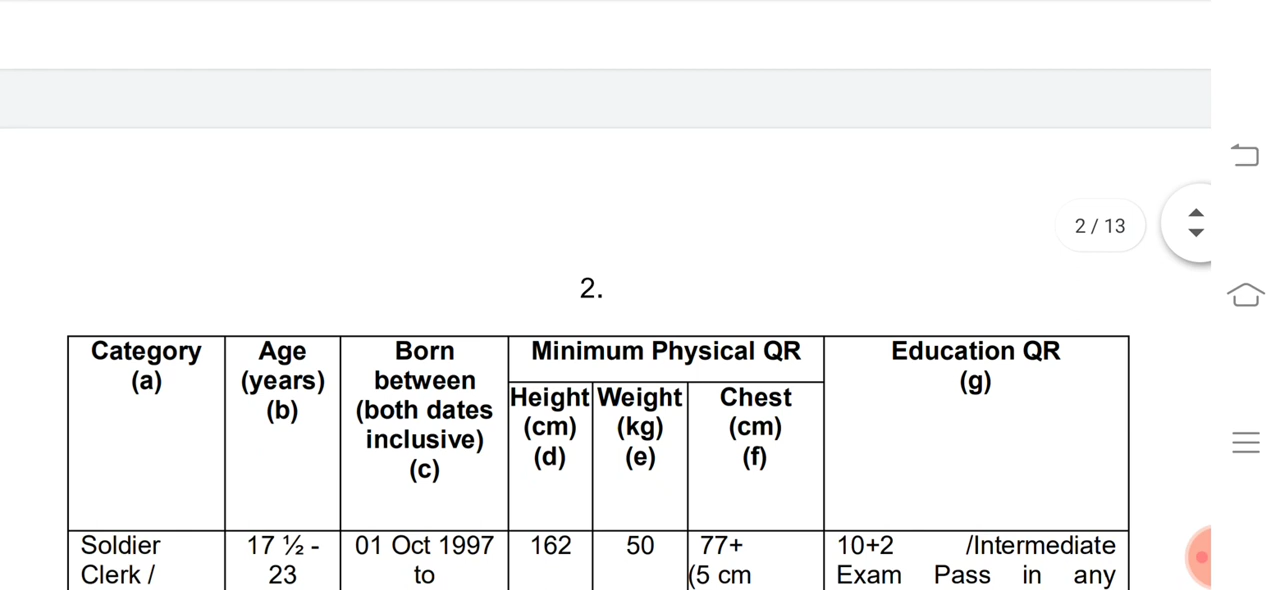 2 / 13
2.
Category
(a)
Age
(years)
(b)
Born
between
(both dates
inclusive)
(c)
Minimum Physical QR
Height
(cm)
(d)
Weight
(kg)
(e)
Chest
(cm)
(f)
Education QR
(g)
Soldier
Clerk /
17 ½ -
23
01 Oct 1997
to
162
50
77+
(5 cm
10+2 /Intermediate
Exam Pass in any